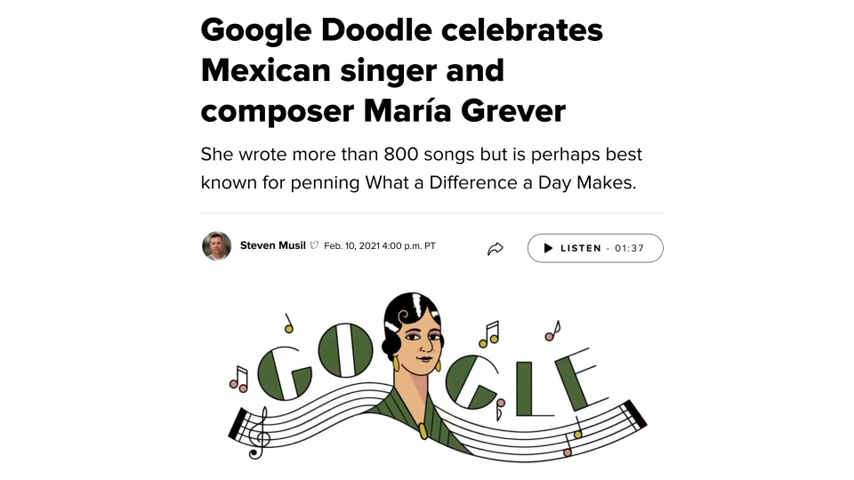 Google Doodle celebrates
Mexican singer and
composer María Grever
She wrote more than 800 songs but is perhaps best
known for penning What a Difference a Day Makes.
Steven Musil Feb. 10, 2021 4:00 p.m. PT
LISTEN - 01:37
GOOGLE